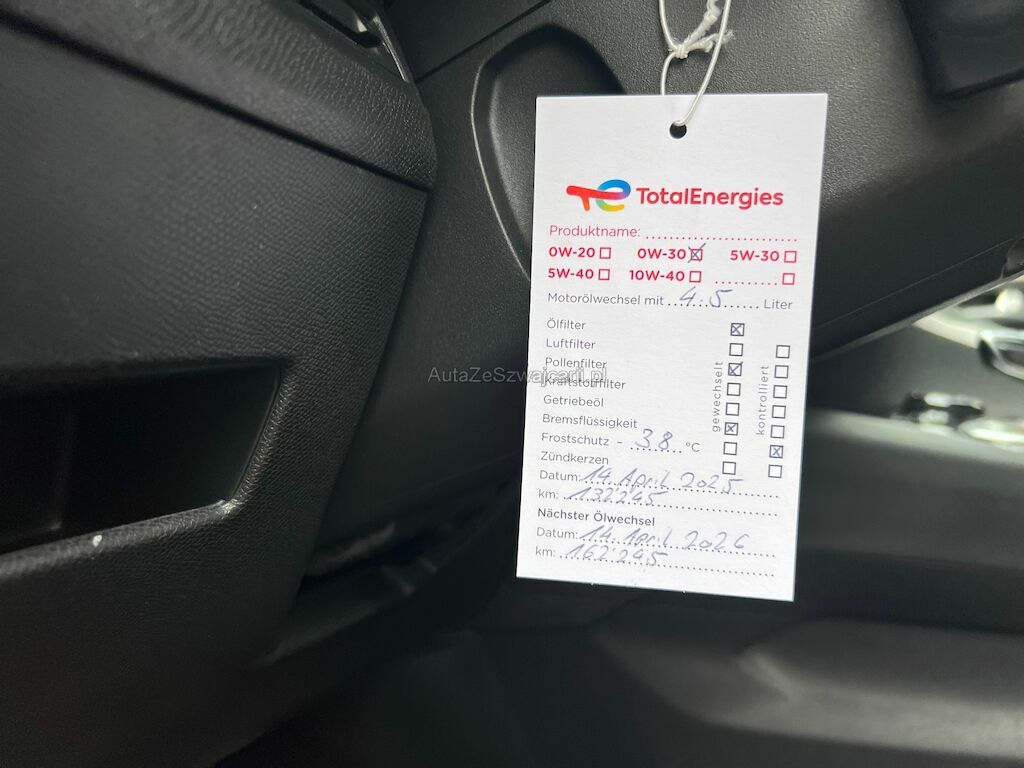 TotalEnergies
Produktname:
0W-20 0W-30 5W-30
5W-40 10W-40
Motorölwechsel mit 4.5 Liter
Ölfilter
Luftfilter
Pollenfilter
AutaZeSzwajcarii.pl
Kraftstofffilter
Getriebeöl
Bremsflüssigkeit
Frostschutz - 38 °C
Zündkerzen
gewechselt
kontrolliert
Datum: 14. April 2025
km: 132'295
Nächster Ölwechsel
Datum: 14. April 2026
km: 162'295